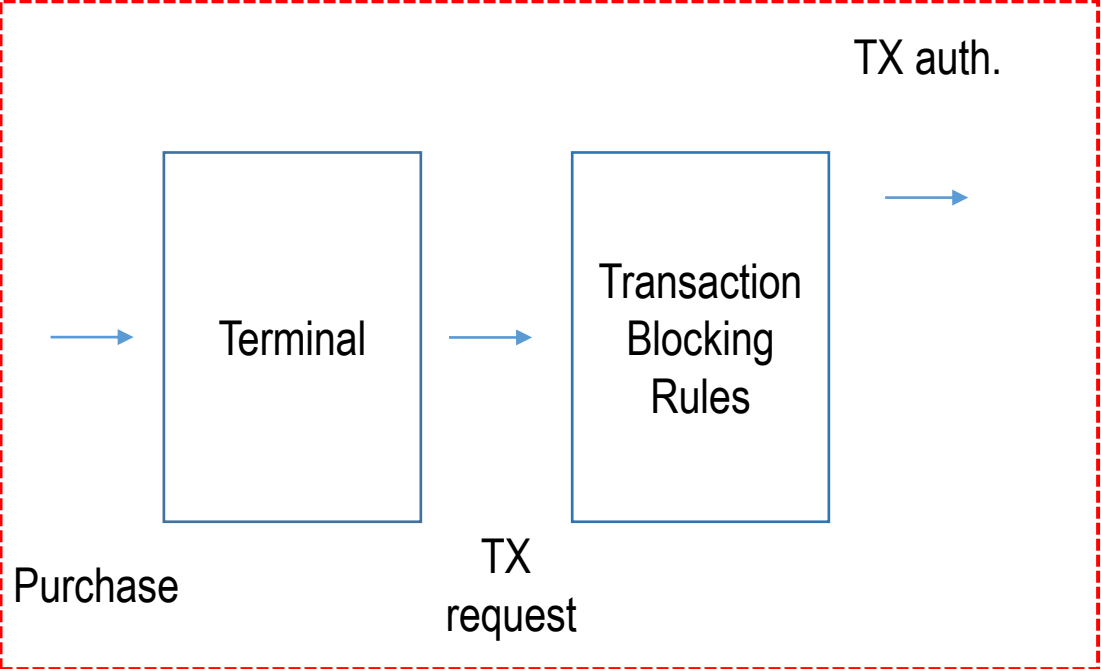 TX auth.
Terminal
Transaction
Blocking
Rules
Purchase
TX
request